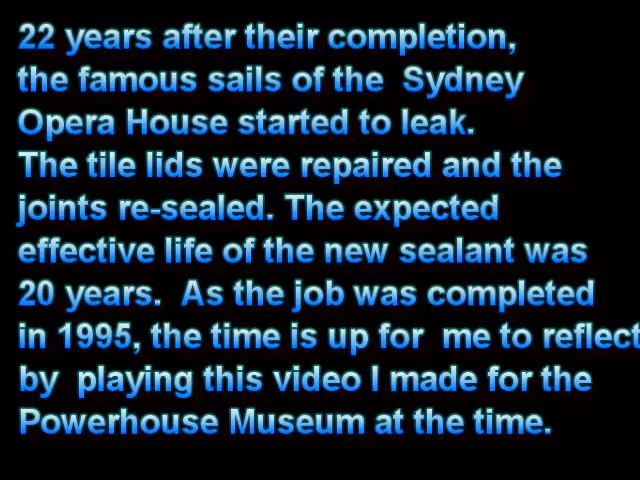 22 years after their completion,
the famous sails of the  Sydney
Opera House started to leak.
The tile lids were repaired and the
joints re-sealed. The expected
effective life of the new sealant was
20 years.  As the job was completed
in 1995, the time is up for  me to reflect
by  playing this video I made for the
Powerhouse Museum at the time.